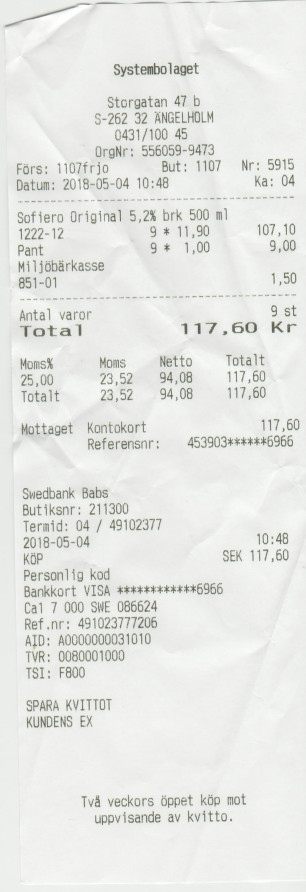 Systembolaget
Storgatan 47 b
S-262 32 ÄNGELHOLM
0431/100 45
OrgNr: 556059-9473
Förs: 1107frjo But: 1107 Nr: 5915
Datum: 2018-05-04 10:48 Ka: 04
Sofiero Original 5,2% brk 500 ml
1222-12 9 * 11,90 107,10
Pant 9 * 1,00 9,00
Miljöbärkasse
851-01 1,50
Antal varor 9 st
Total 117,60 Kr
Moms% Moms Netto Totalt
25,00 23,52 94,08 117,60
Totalt 23,52 94,08 117,60
Mottaget Kontokort 117,60
Referensnr: 453903******6966
Swedbank Babs
Butiksnr: 211300
Termid: 04 / 49102377
2018-05-04 10:48
KÖP SEK 117,60
Personlig kod
Bankkort VISA ************6966
Ca1 7 000 SWE 086624
Ref.nr: 491023777206
AID: A0000000031010
TVR: 0080001000
TSI: F800
SPARA KVITTOT
KUNDENS EX
Två veckors öppet köp mot
uppvisande av kvitto.